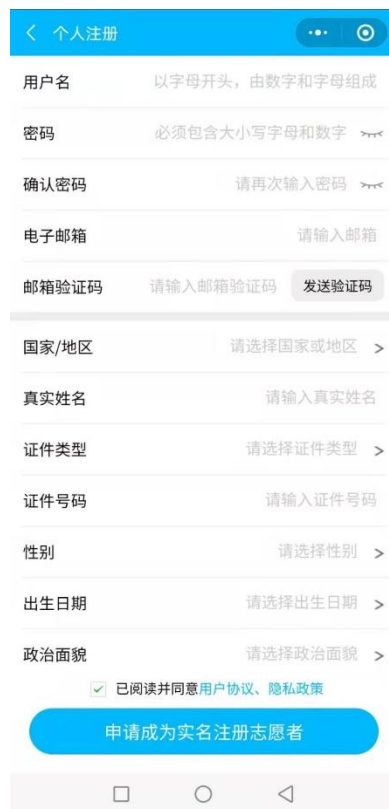 个人注册
用户名 以字母开头，由数字和字母组成
密码 必须包含大小写字母和数字
确认密码 请再次输入密码
电子邮箱 请输入邮箱
邮箱验证码 请输入邮箱验证码 发送验证码
国家/地区 请选择国家或地区 >
真实姓名 请输入真实姓名
证件类型 请选择证件类型 >
证件号码 请输入证件号码
性别 请选择性别 >
出生日期 请选择出生日期 >
政治面貌 请选择政治面貌 >
已阅读并同意用户协议、隐私政策
申请成为实名注册志愿者